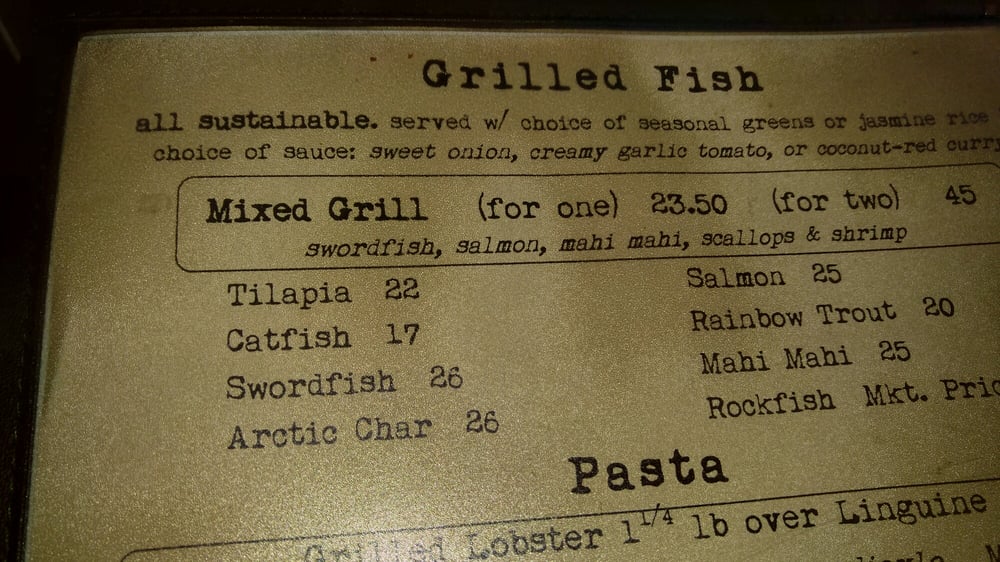 Grilled Fish
all sustainable. served w/ choice of seasonal greens or jasmine rice
choice of sauce: sweet onion, creamy garlic tomato, or coconut-red curry
Mixed Grill (for one) 23.50 (for two) 45
swordfish, salmon, mahi mahi, scallops & shrimp
Tilapia 22
Catfish 17
Swordfish 26
Arctic Char 26
Salmon 25
Rainbow Trout 20
Mahi Mahi 25
Rockfish Mkt. Pric
Pasta
Grilled Lobster 1 1/4 lb over Linguine